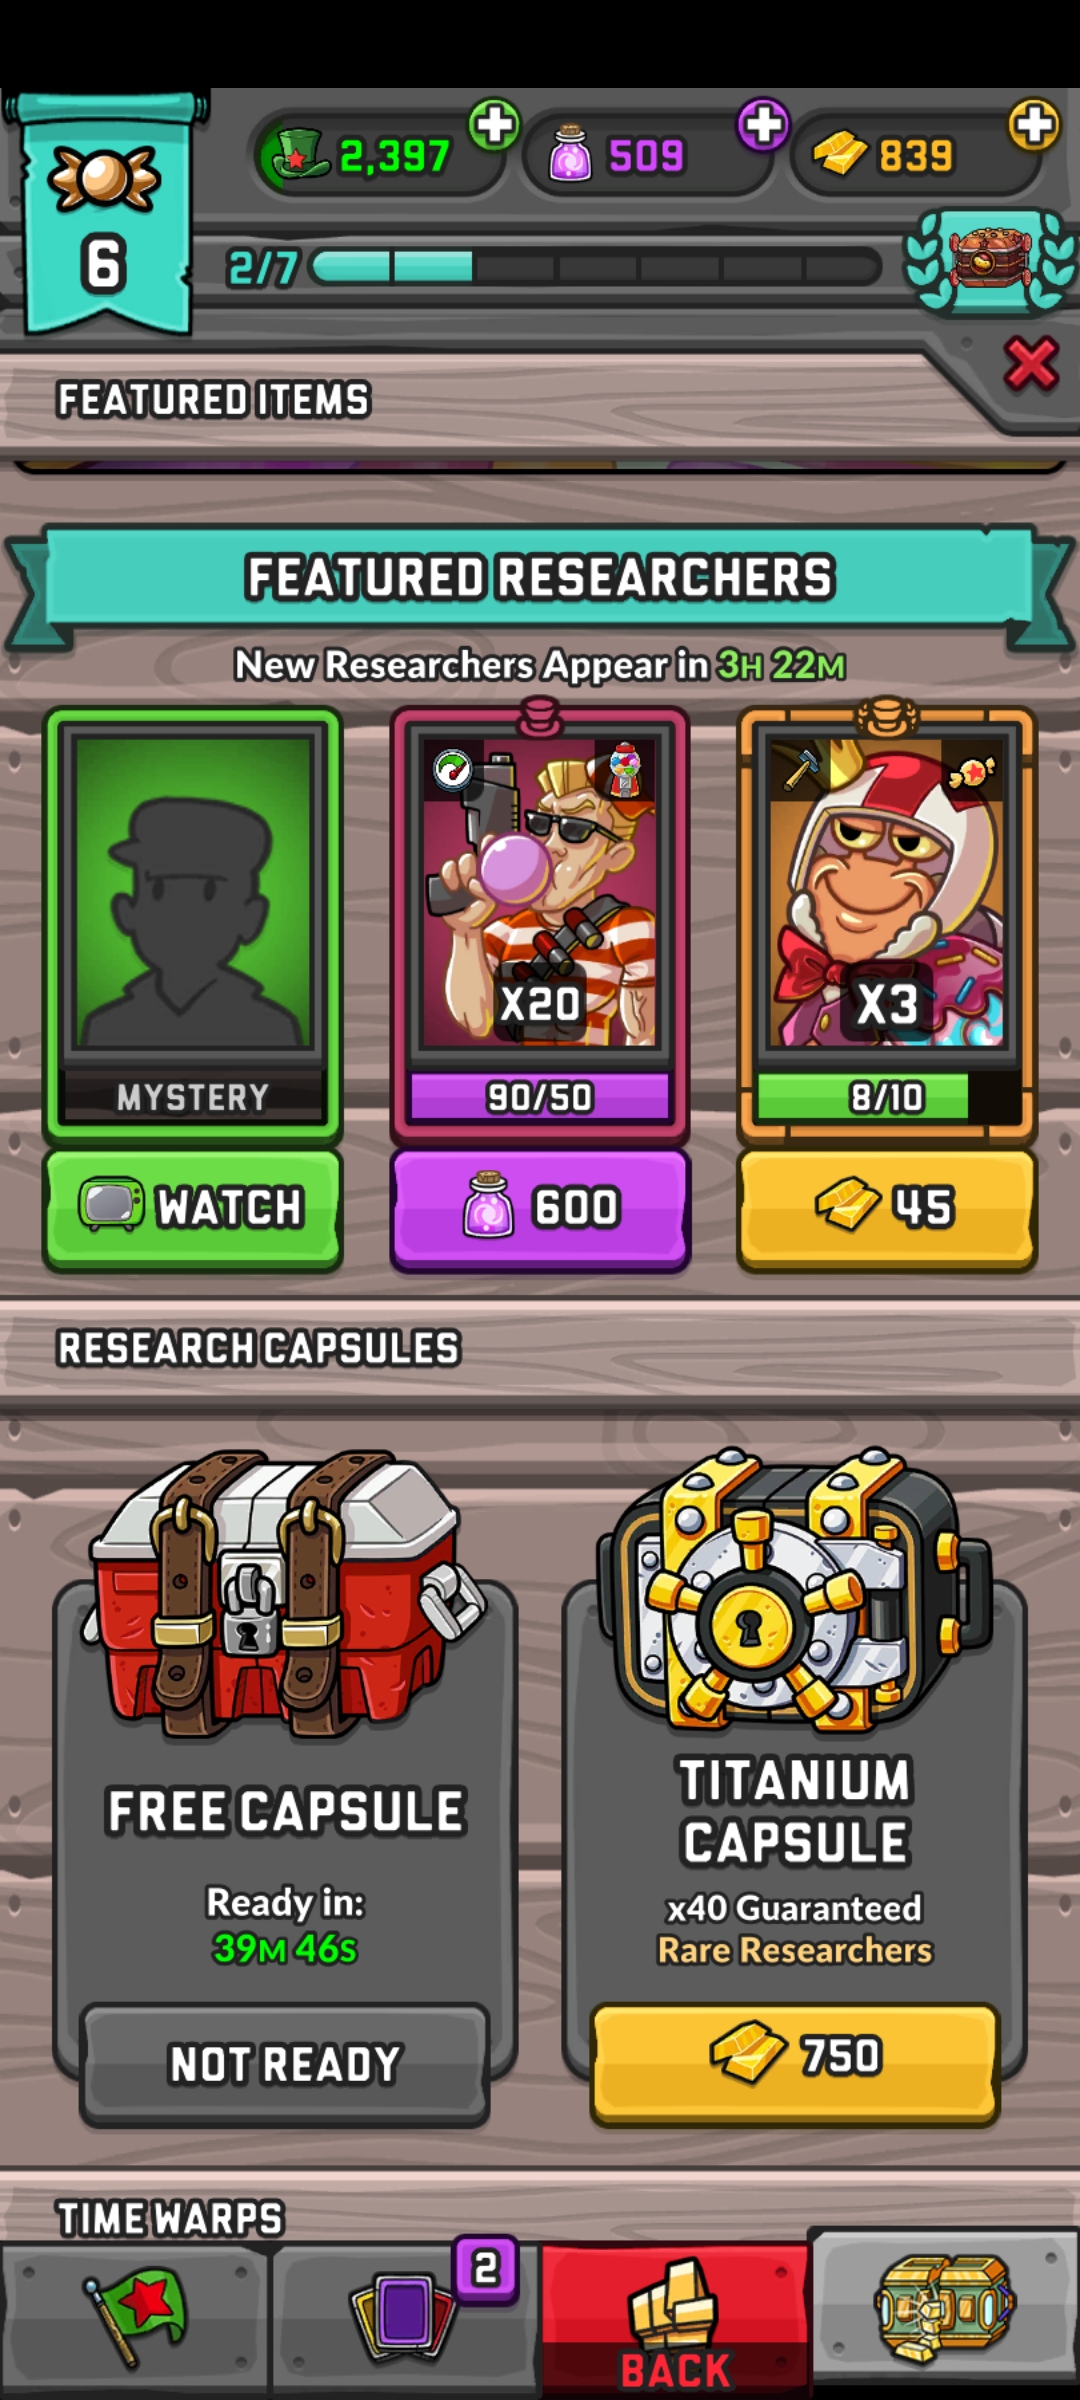 2,397
509
839
6
2/7
FEATURED ITEMS
FEATURED RESEARCHERS
New Researchers Appear in 3H 22M
X20
X3
MYSTERY
90/50
8/10
WATCH
600
45
RESEARCH CAPSULES
FREE CAPSULE
Ready in:
39M 46S
NOT READY
TITANIUM
CAPSULE
x40 Guaranteed
Rare Researchers
750
TIME WARPS
2
BACK